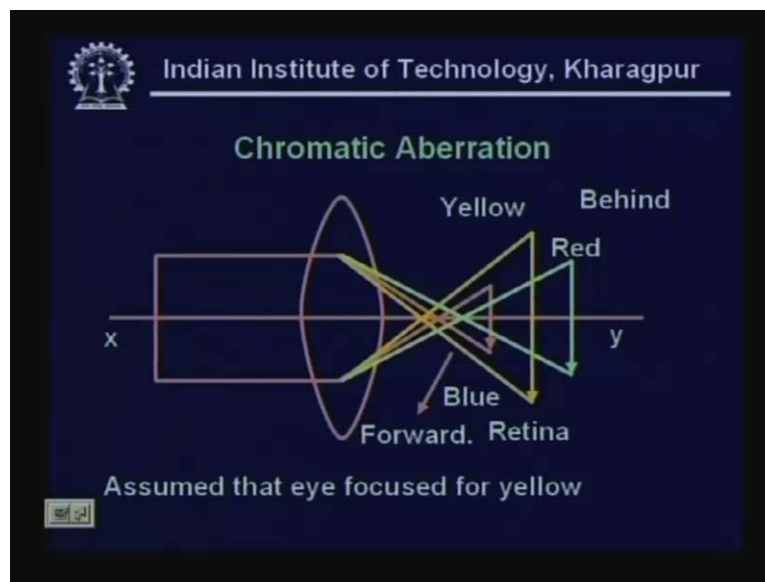 Indian Institute of Technology, Kharagpur
Chromatic Aberration
Yellow
Behind
Red
x
y
Blue
Forward. Retina
Assumed that eye focused for yellow